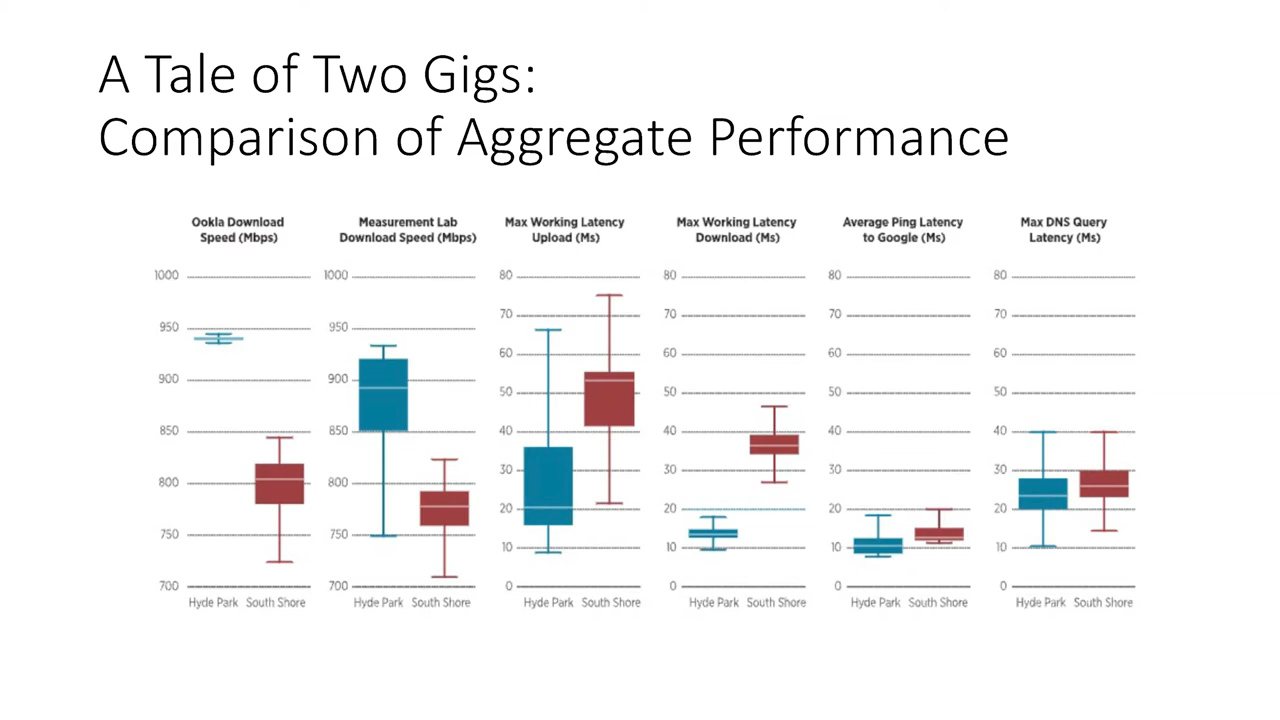 A Tale of Two Gigs:
Comparison of Aggregate Performance
Ookla Download
Speed (Mbps)
1000
950
900
850
800
750
700
Hyde Park South Shore
Measurement Lab
Download Speed (Mbps)
1000
950
900
850
800
750
700
Hyde Park South Shore
Max Working Latency
Upload (Ms)
80
70
60
50
40
30
20
10
0
Hyde Park South Shore
Max Working Latency
Download (Ms)
80
70
60
50
40
30
20
10
0
Hyde Park South Shore
Average Ping Latency
to Google (Ms)
80
70
60
50
40
30
20
10
0
Hyde Park South Shore
Max DNS Query
Latency (Ms)
80
70
60
50
40
30
20
10
0
Hyde Park South Shore